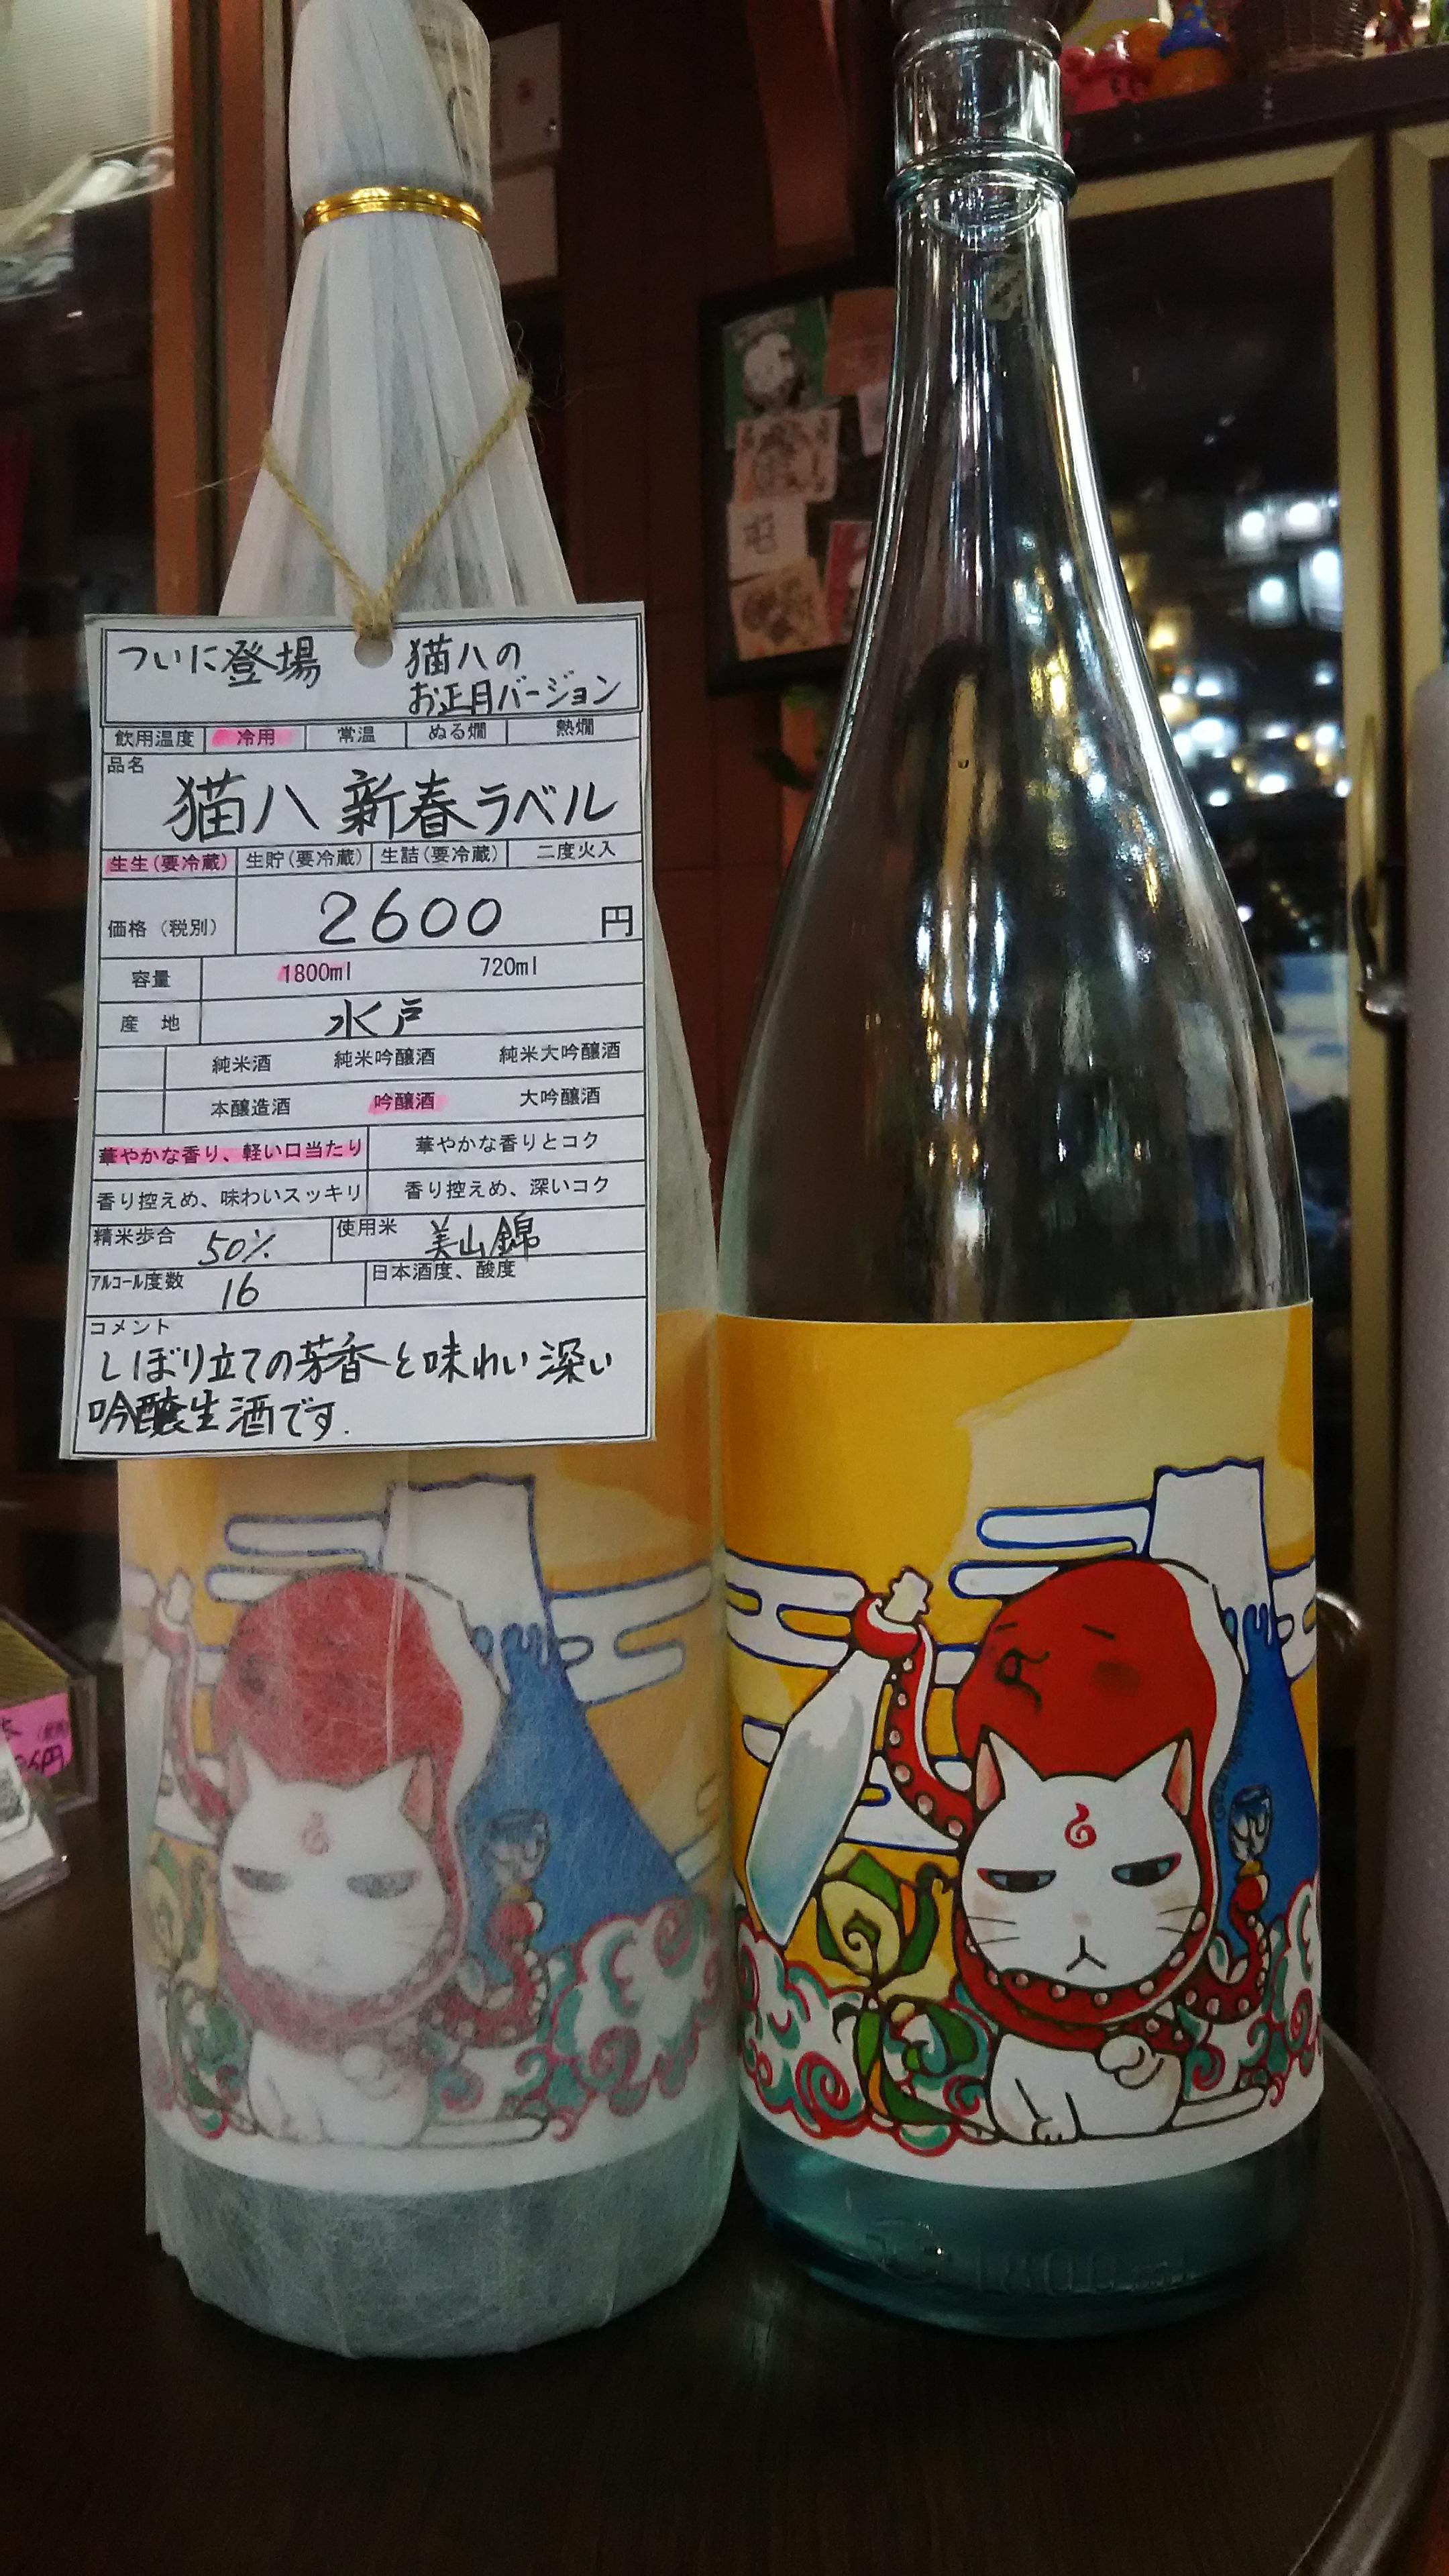 ついに登場 猫八の
お正月バージョン
飲用温度 冷用 常温 ぬる燗 熱燗
品名
猫八 新春ラベル
生生(要冷蔵) 生貯(要冷蔵) 生詰(要冷蔵) 二度火入
価格(税別) 2600 円
容量 1800ml 720ml
産 地 水戸
純米酒 純米吟醸酒 純米大吟醸酒
本醸造酒 吟醸酒 大吟醸酒
華やかな香り、軽い口当たり 華やかな香りとコク
香り控えめ、味わいスッキリ 香り控えめ、深いコク
精米歩合 50% 使用米 美山錦
アルコール度数 16 日本酒度、酸度
コメント
しぼり立ての芳香と味わい深い
吟醸生酒です.
1800ml